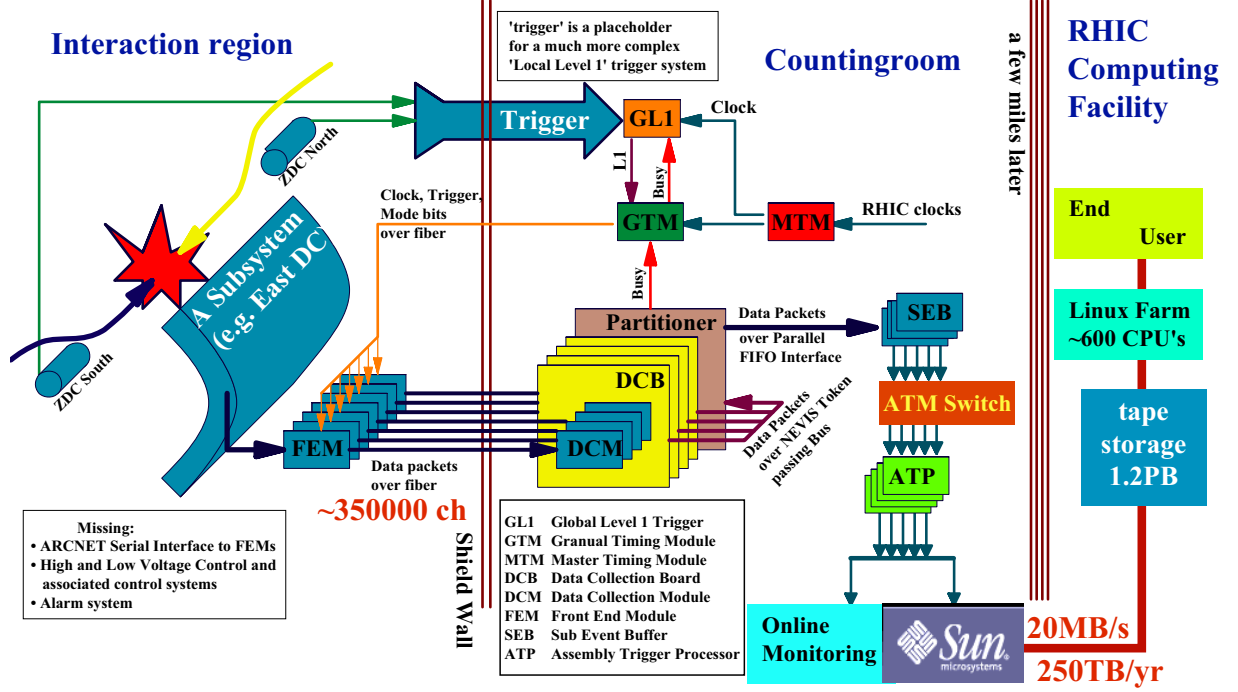 Interaction region
'trigger' is a placeholder
for a much more complex
'Local Level 1' trigger system
Countingroom
a few miles later
RHIC
Computing
Facility
Trigger
GL1
Clock
ZDC North
L1
Busy
Clock, Trigger,
Mode bits
over fiber
GTM
MTM
RHIC clocks
End
User
A Subsystem
(e.g. East DC)
Busy
Partitioner
Data Packets
over Parallel
FIFO Interface
SEB
Linux Farm
~600 CPU's
ZDC South
DCB
ATM Switch
Data Packets
over NEVIS Token
passing Bus
tape
storage
1.2PB
FEM
DCM
Data packets
over fiber
ATP
~350000 ch
Missing:
• ARCNET Serial Interface to FEMs
• High and Low Voltage Control and
associated control systems
• Alarm system
Shield Wall
GL1 Global Level 1 Trigger
GTM Granual Timing Module
MTM Master Timing Module
DCB Data Collection Board
DCM Data Collection Module
FEM Front End Module
SEB Sub Event Buffer
ATP Assembly Trigger Processor
Online
Monitoring
Sun
microsystems
20MB/s
250TB/yr